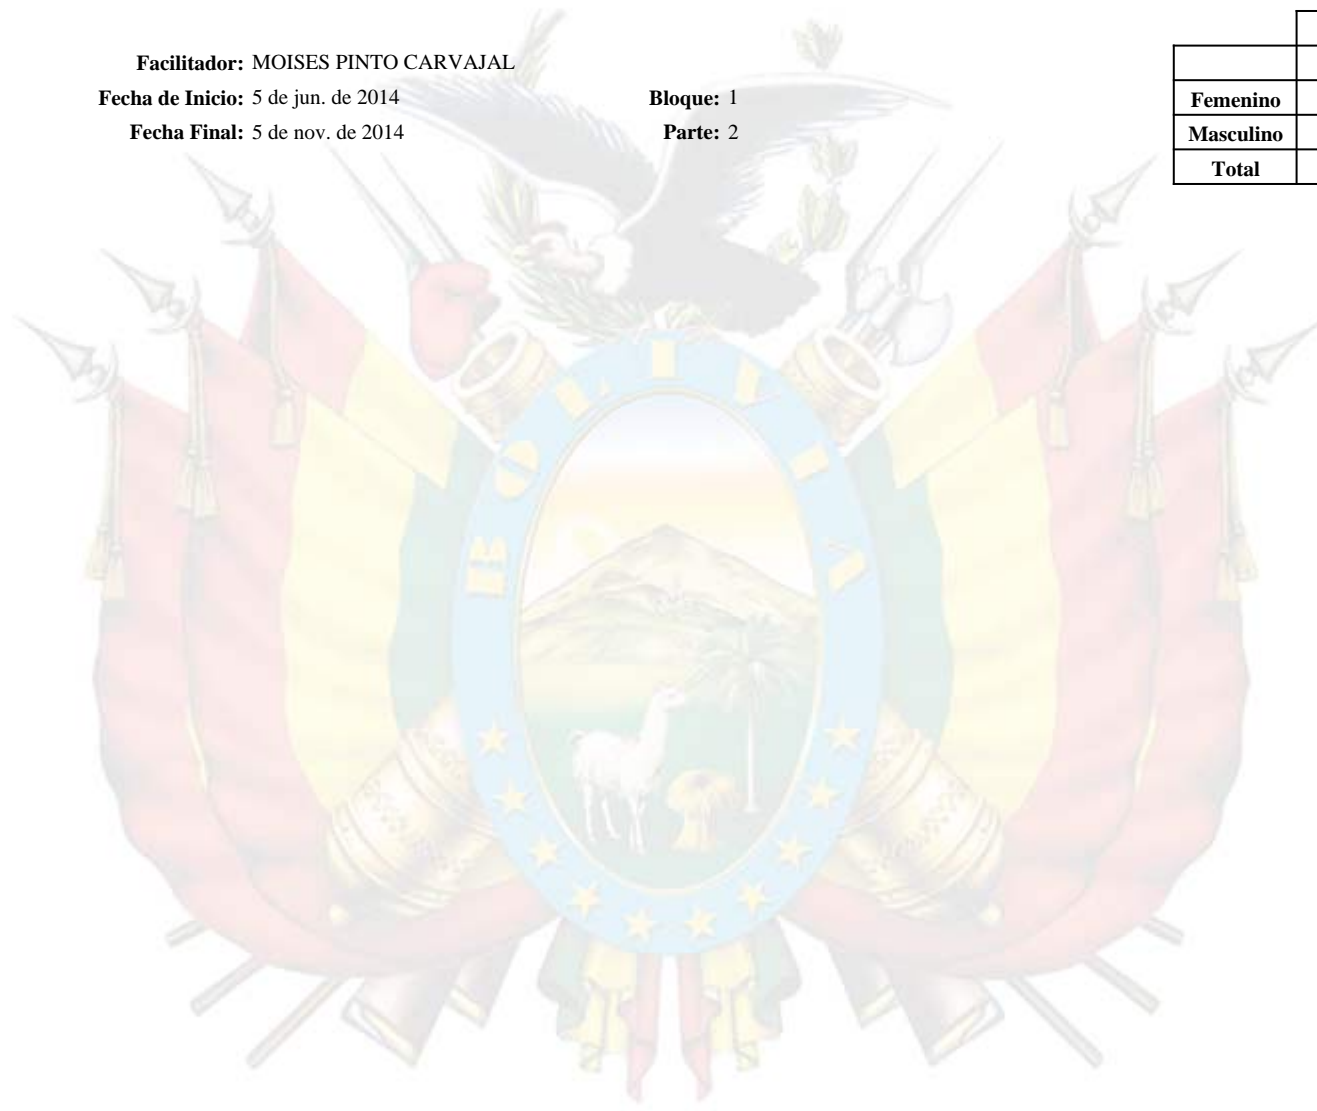 Facilitador: MOISES PINTO CARVAJAL
Fecha de Inicio: 5 de jun. de 2014 Bloque: 1
Fecha Final: 5 de nov. de 2014 Parte: 2
Femenino
Masculino
Total
BOLIVIA